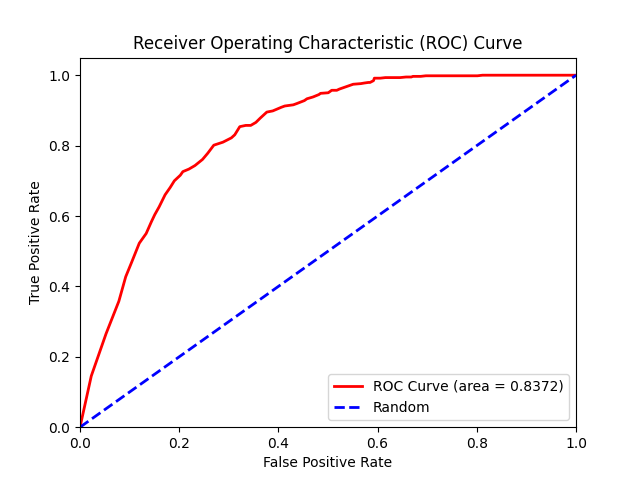 Receiver Operating Characteristic (ROC) Curve
True Positive Rate
1.0
0.8
0.6
0.4
0.2
0.0
0.0 0.2 0.4 0.6 0.8 1.0
False Positive Rate
ROC Curve (area = 0.8372)
Random